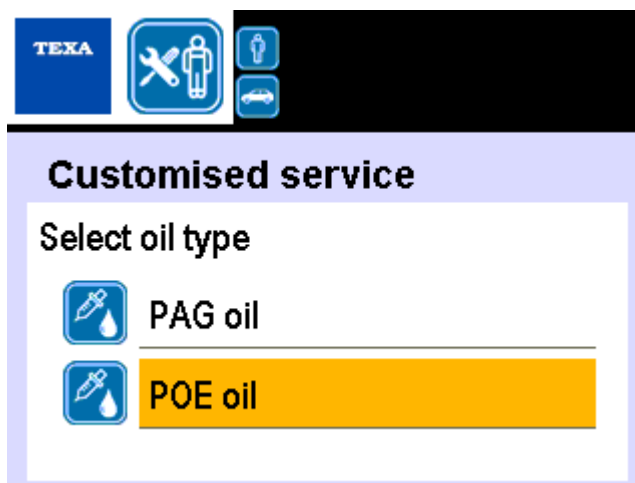 TEXA
Customised service
Select oil type
PAG oil
POE oil